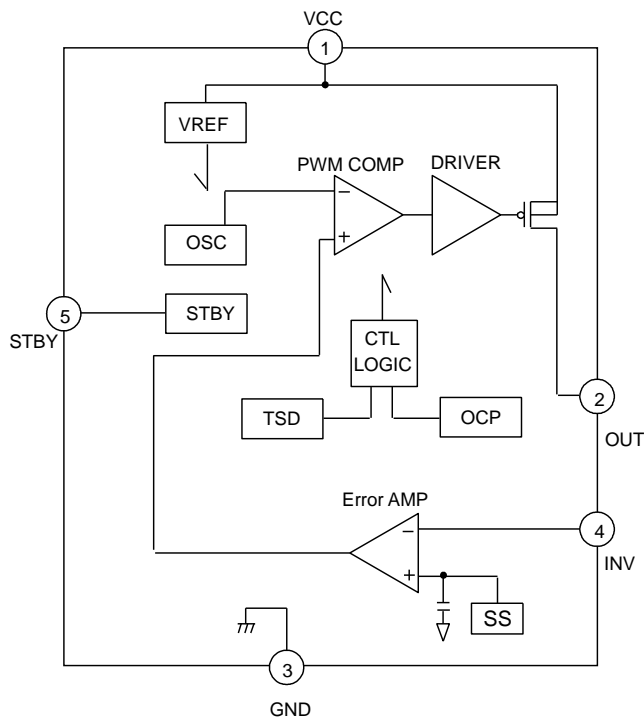 VCC
1
VREF
PWM COMP
DRIVER
−
+
OSC
5
STBY
STBY
CTL
LOGIC
TSD
OCP
2
OUT
Error AMP
−
+
4
INV
SS
3
GND